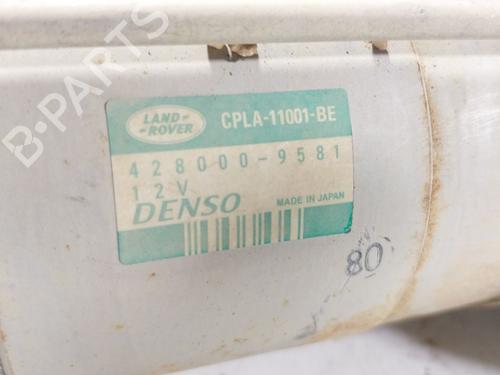 B-PARTS
LAND
ROVER
CPLA-11001-BE
428000-9581
12V
DENSO
MADE IN JAPAN
80